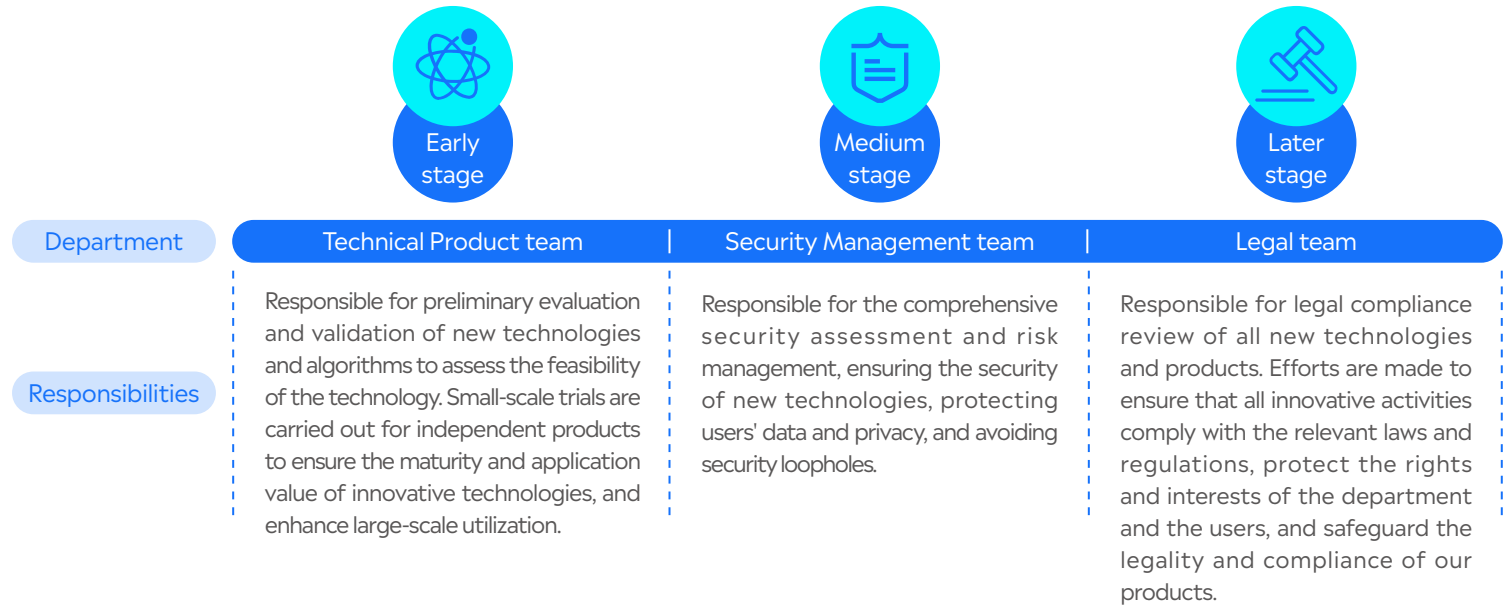 Early
stage
Medium
stage
Later
stage
Department
Technical Product team
Security Management team
Legal team
Responsibilities
Responsible for preliminary evaluation
and validation of new technologies
and algorithms to assess the feasibility
of the technology. Small-scale trials are
carried out for independent products
to ensure the maturity and application
value of innovative technologies, and
enhance large-scale utilization.
Responsible for the comprehensive
security assessment and risk
management, ensuring the security
of new technologies, protecting
users' data and privacy, and avoiding
security loopholes.
Responsible for legal compliance
review of all new technologies
and products. Efforts are made to
ensure that all innovative activities
comply with the relevant laws and
regulations, protect the rights
and interests of the department
and the users, and safeguard the
legality and compliance of our
products.